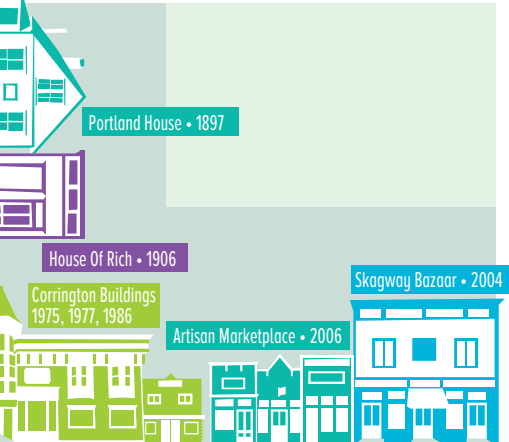 Portland House • 1897
House Of Rich • 1906
Corrington Buildings
1975, 1977, 1986
Skagway Bazaar • 2004
Artisan Marketplace • 2006